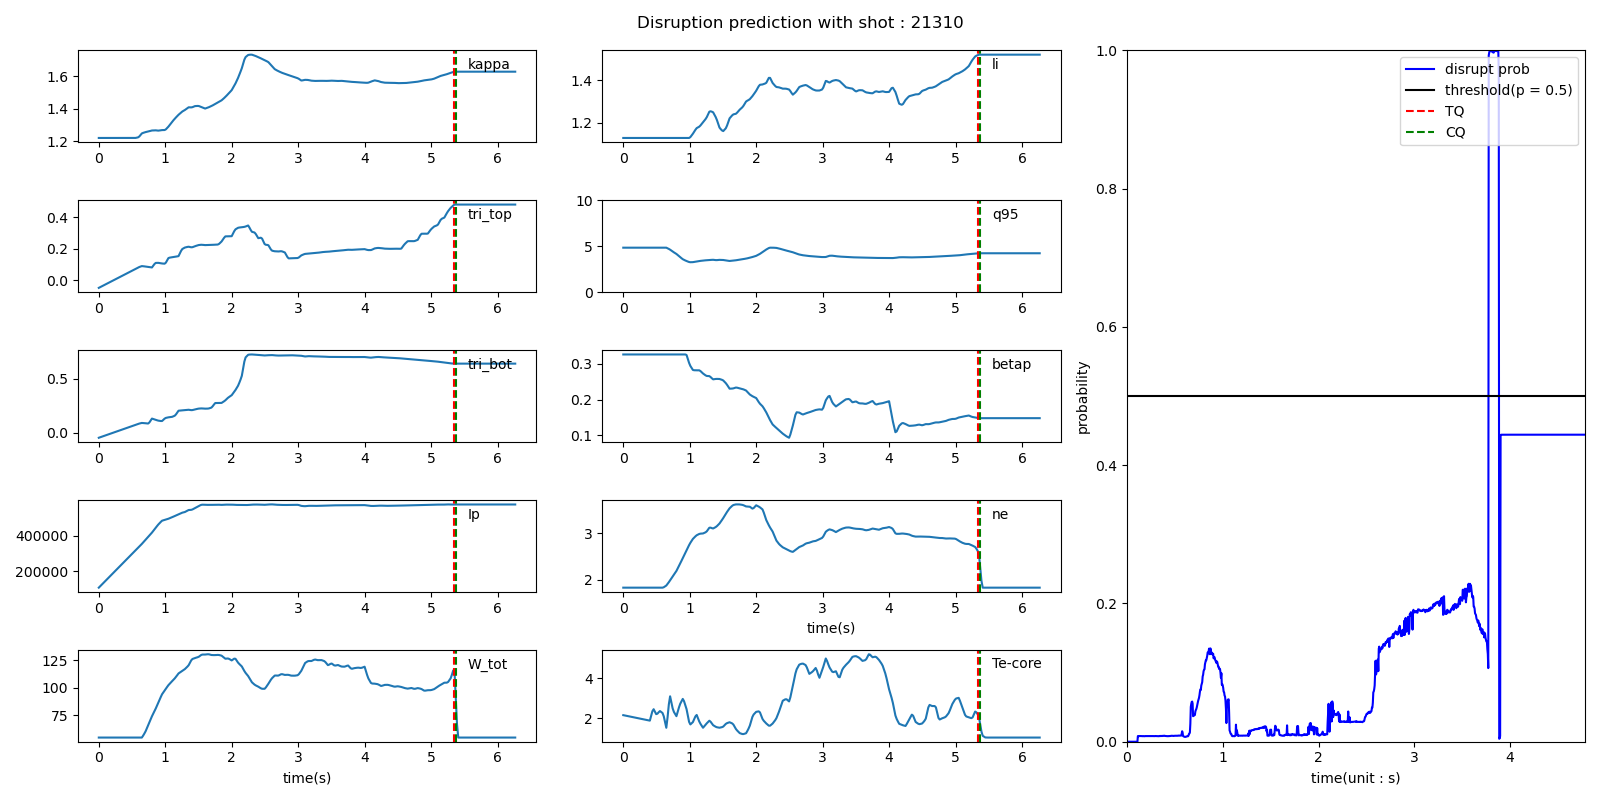 Disruption prediction with shot : 21310
kappa
1.6
1.4
1.2
0 1 2 3 4 5 6
li
1.4
1.2
0 1 2 3 4 5 6
tri_top
0.4
0.2
0.0
0 1 2 3 4 5 6
q95
10
5
0
0 1 2 3 4 5 6
tri_bot
0.5
0.0
0 1 2 3 4 5 6
betap
0.3
0.2
0.1
0 1 2 3 4 5 6
Ip
400000
200000
0 1 2 3 4 5 6
ne
3
2
0 1 2 3 4 5 6
time(s)
W_tot
125
100
75
0 1 2 3 4 5 6
time(s)
Te-core
4
2
0 1 2 3 4 5 6
time(s)
disrupt prob
threshold(p = 0.5)
TQ
CQ
probability
1.0
0.8
0.6
0.4
0.2
0.0
0 1 2 3 4
time(unit : s)